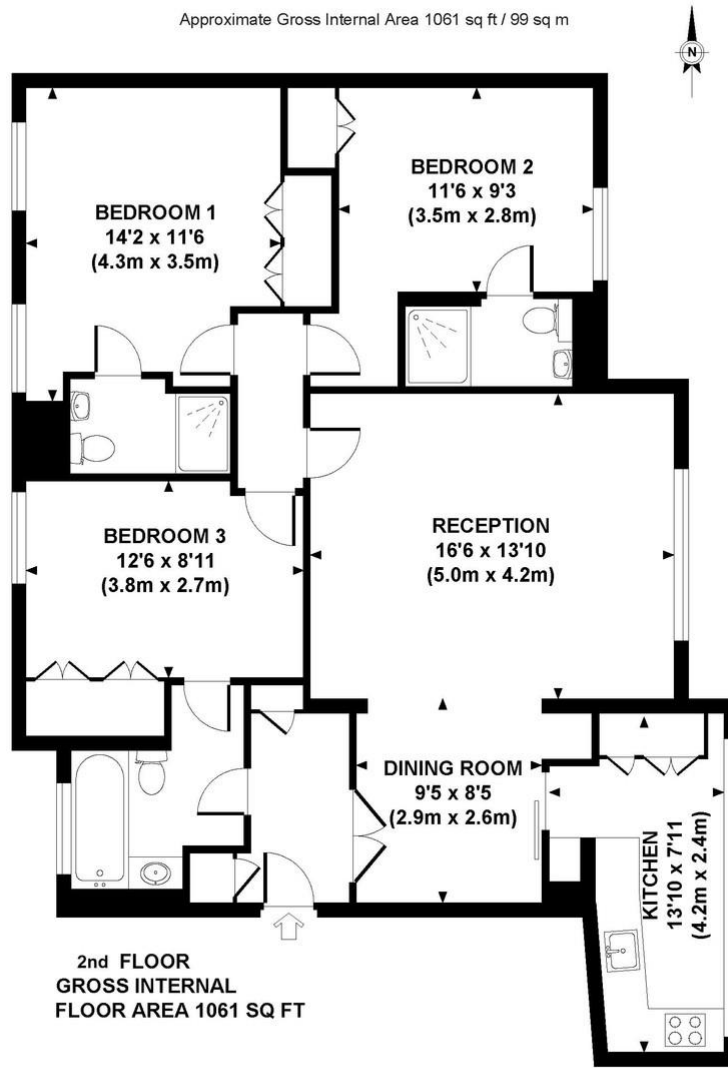 Approximate Gross Internal Area 1061 sq ft / 99 sq m
N
BEDROOM 1
14'2 x 11'6
(4.3m x 3.5m)
BEDROOM 2
11'6 x 9'3
(3.5m x 2.8m)
BEDROOM 3
12'6 x 8'11
(3.8m x 2.7m)
RECEPTION
16'6 x 13'10
(5.0m x 4.2m)
DINING ROOM
9'5 x 8'5
(2.9m x 2.6m)
KITCHEN
13'10 x 7'11
(4.2m x 2.4m)
2nd FLOOR
GROSS INTERNAL
FLOOR AREA 1061 SQ FT